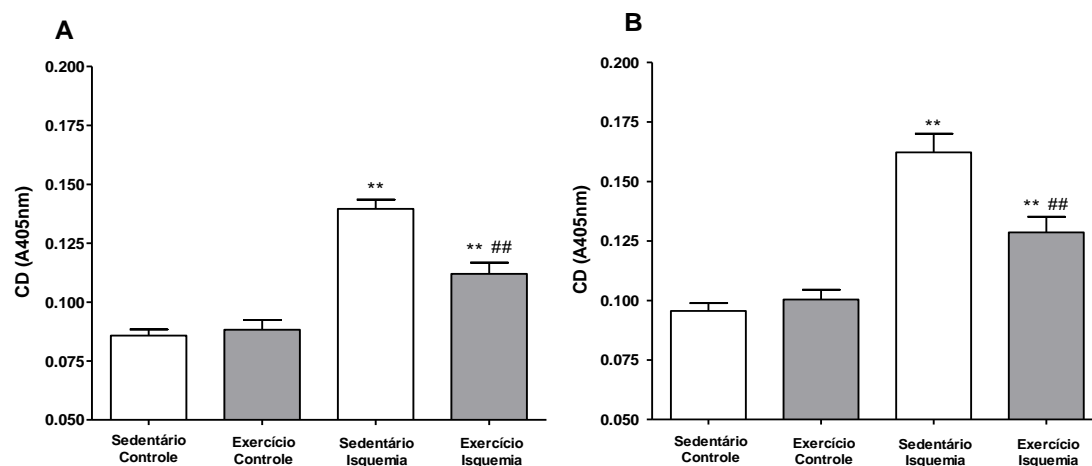 A
CD (A405nm)
0.200
0.175
0.150
0.125
0.100
0.075
0.050
**
** ##
Sedentário
Controle
Exercício
Controle
Sedentário
Isquemia
Exercício
Isquemia
B
CD (A405nm)
0.200
0.175
0.150
0.125
0.100
0.075
0.050
**
** ##
Sedentário
Controle
Exercício
Controle
Sedentário
Isquemia
Exercício
Isquemia